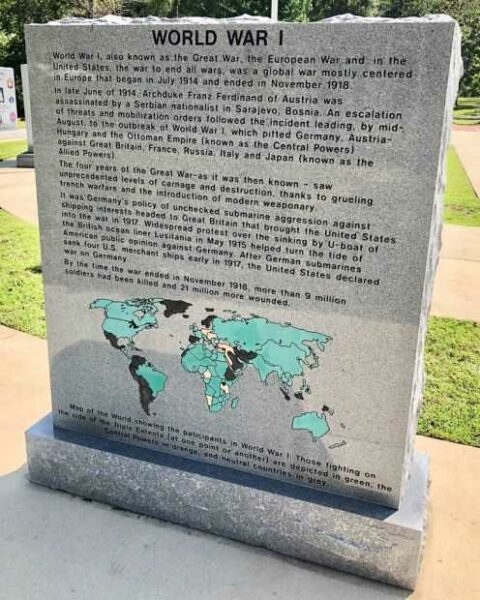 WORLD WAR I
World War I, also known as the Great War, the European War and in the
United States, the war to end all wars, was a global war mostly centered
in Europe that began in July 1914 and ended in November 1918
In late June of 1914, Archduke Franz Ferdinand of Austria was
assassinated by a Serbian nationalist in Sarajevo, Bosnia. An escalation
of threats and mobilization orders followed the incident leading, by mid-
August, to the outbreak of World War I, which pitted Germany, Austria-
Hungary and the Ottoman Empire (known as the Central Powers)
against Great Britain, France, Russia, Italy and Japan (known as the
Allied Powers)
The four years of the Great War-as it was then known - saw
unprecedented levels of carnage and destruction, thanks to grueling
trench warfare and the introduction of modern weaponary.
It was Germany's policy of unchecked submarine aggression against
shipping interests headed to Great Britain that brought the United States
into the war in 1917. Widespread protest over the sinking by U-boat of
the British ocean liner Lusitania in May 1915 helped turn the tide of
American public opinion against Germany. After German submarines
sank four U.S. merchant ships early in 1917, the United States declared
war on Germany
By the time the war ended in November 1918, more than 9 million
soldiers had been killed and 21 million more wounded.
Map of the World showing the paticipants in World War I. Those fighting on
the side of the Triple Entente (at one point or another) are depicted in green, the
Central Powers in orange, and neutral countries in gray.